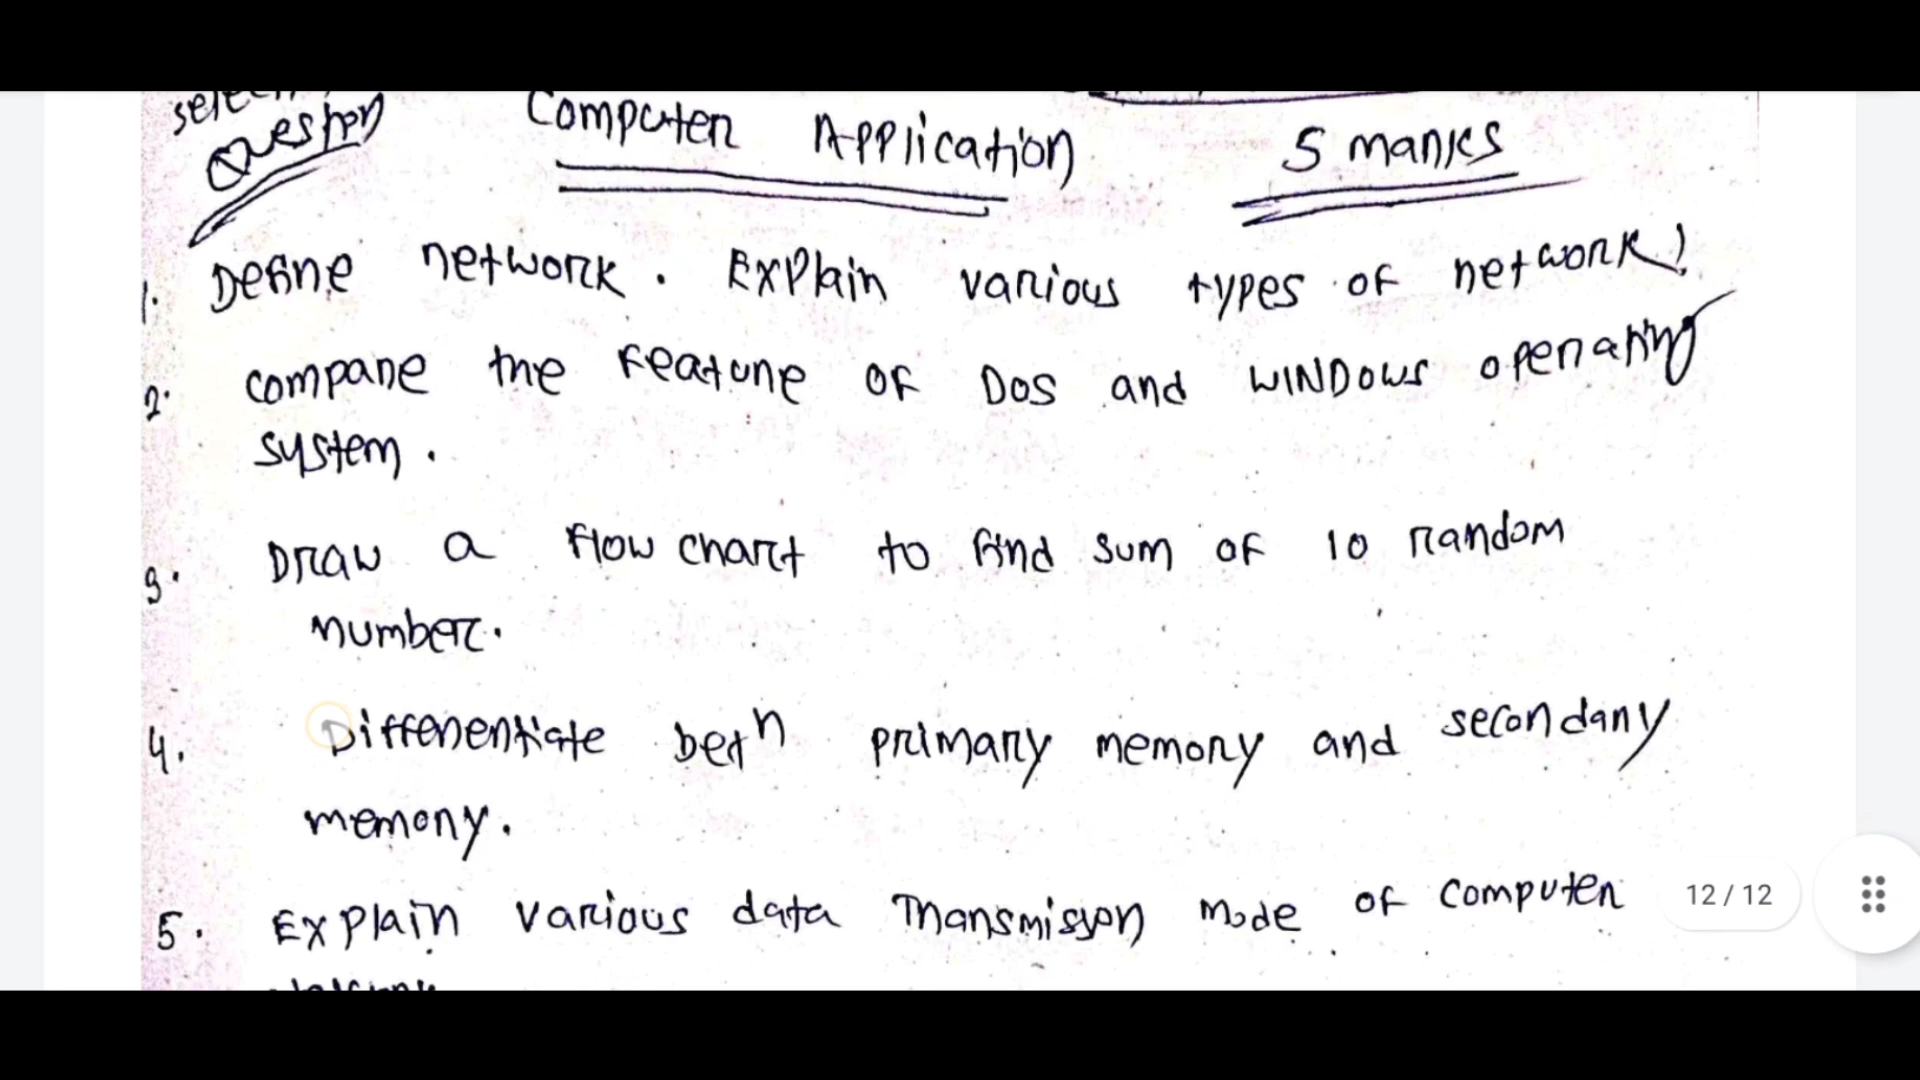 Question
Computer Application
5 marks
1. Define network. Explain various types of network!
2. compare the feature of DOS and WINDOWS operating
system.
3. Draw a flow chart to find sum of 10 random
number.
4. Differentiate betn primary memory and secondary
memory.
5. Explain various data Transmission mode of computer
12 / 12